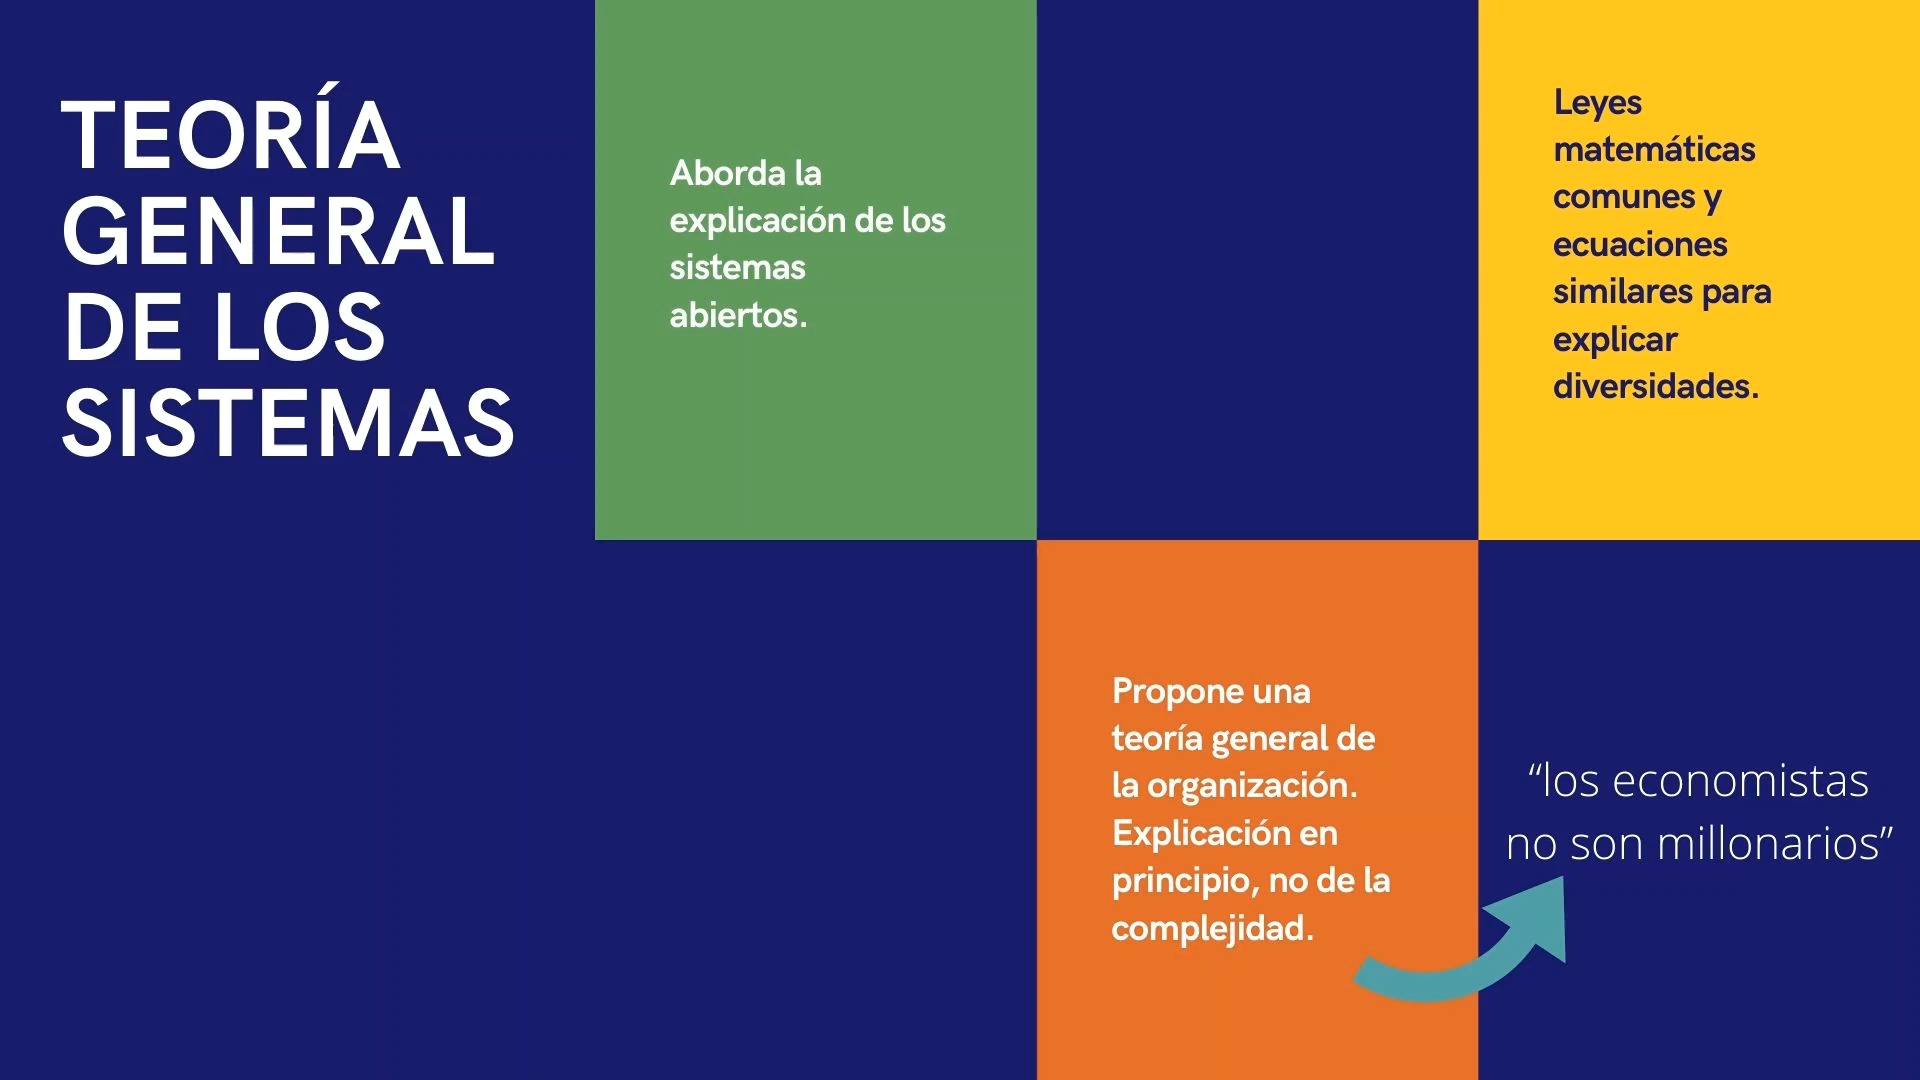 TEORÍA
GENERAL
DE LOS
SISTEMAS
Aborda la
explicación de los
sistemas
abiertos.
Leyes
matemáticas
comunes y
ecuaciones
similares para
explicar
diversidades.
Propone una
teoría general de
la organización.
Explicación en
principio, no de la
complejidad.
“los economistas
no son millonarios”